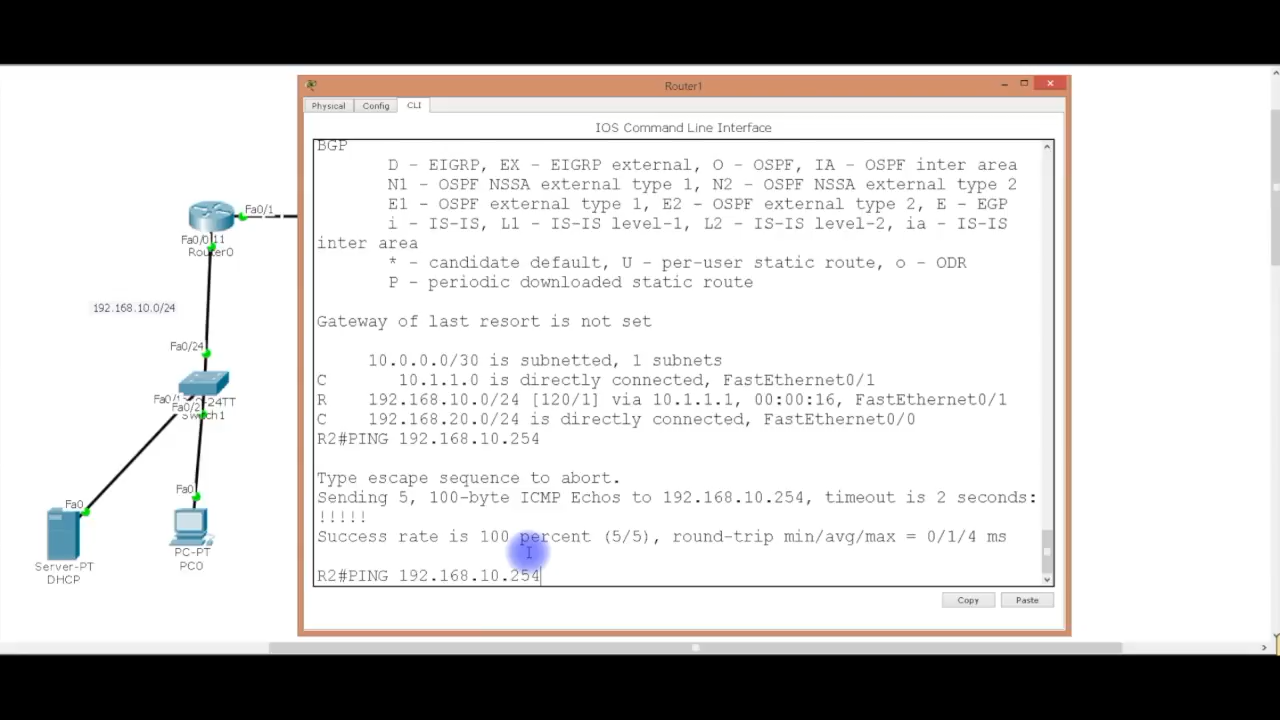 Router1
Physical Config CLI
IOS Command Line Interface
BGP
D - EIGRP, EX - EIGRP external, O - OSPF, IA - OSPF inter area
N1 - OSPF NSSA external type 1, N2 - OSPF NSSA external type 2
E1 - OSPF external type 1, E2 - OSPF external type 2, E - EGP
i - IS-IS, L1 - IS-IS level-1, L2 - IS-IS level-2, ia - IS-IS
inter area
* - candidate default, U - per-user static route, o - ODR
P - periodic downloaded static route
Gateway of last resort is not set
10.0.0.0/30 is subnetted, 1 subnets
C 10.1.1.0 is directly connected, FastEthernet0/1
R 192.168.10.0/24 [120/1] via 10.1.1.1, 00:00:16, FastEthernet0/1
C 192.168.20.0/24 is directly connected, FastEthernet0/0
R2#PING 192.168.10.254
Type escape sequence to abort.
Sending 5, 100-byte ICMP Echos to 192.168.10.254, timeout is 2 seconds:
!!!!!
Success rate is 100 percent (5/5), round-trip min/avg/max = 0/1/4 ms
R2#PING 192.168.10.254
Copy Paste
Fa0/1
Router0
192.168.10.0/24
Fa0/24
Fa0/2
Fa0
Fa0
Server-PT
DHCP
PC-PT
PC0